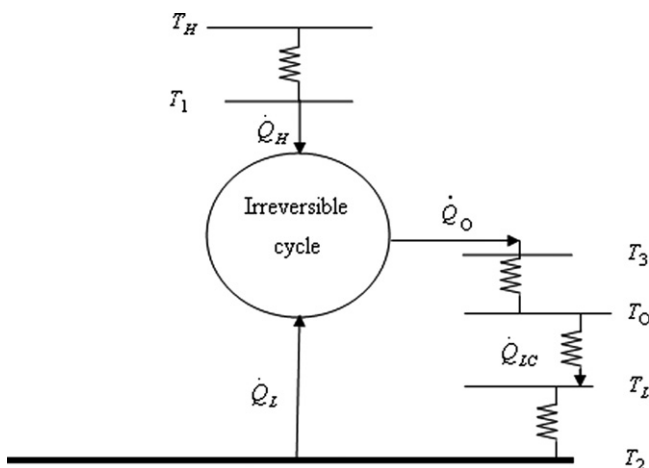 T_H
T_1
Q̇_H
Irreversible
cycle
Q̇_O
T_3
T_O
Q̇_LC
T_L
Q̇_L
T_2